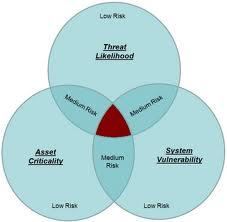 Low Risk
Threat
Likelihood
Medium Risk
Medium Risk
Asset
Criticality
Medium
Risk
System
Vulnerability
Low Risk
Low Risk